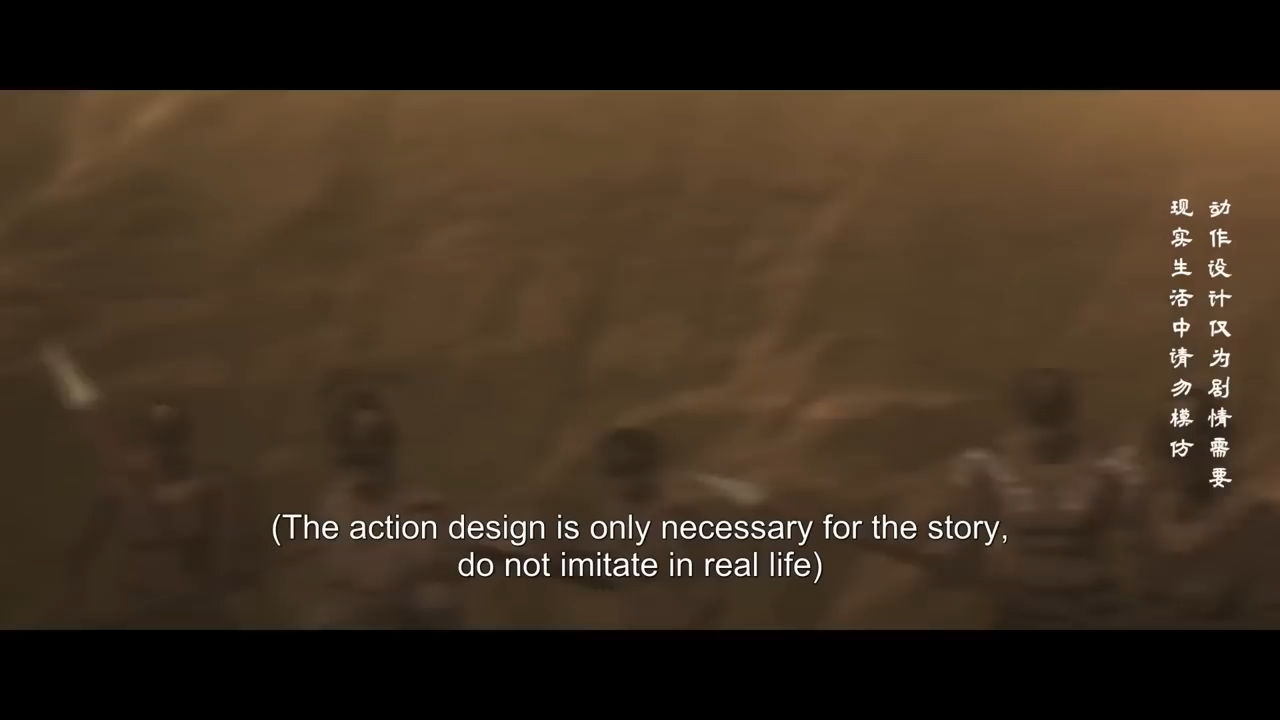 动作设计仅为剧情需要
现实生活中请勿模仿
(The action design is only necessary for the story,
do not imitate in real life)